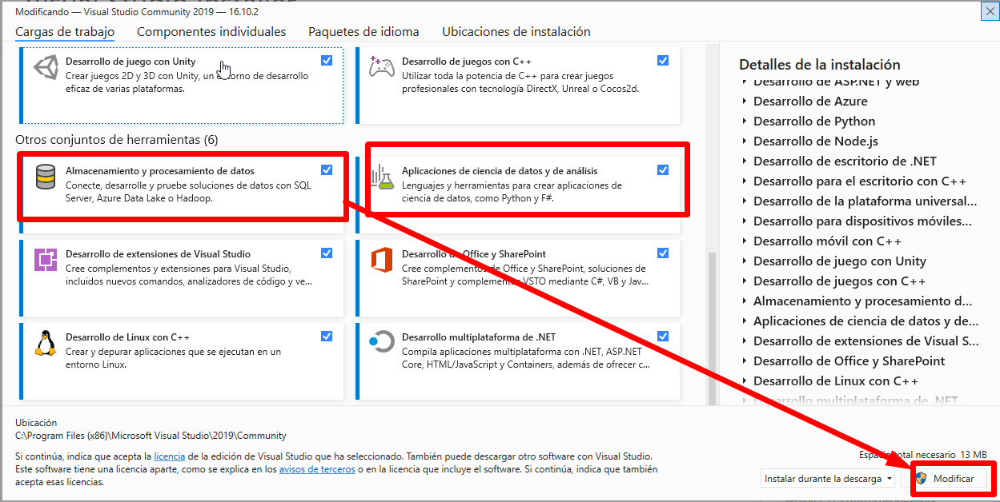 Modificando — Visual Studio Community 2019 — 16.10.2
Cargas de trabajo
Componentes individuales
Paquetes de idioma
Ubicaciones de instalación
Desarrollo de juego con Unity
Crear juegos 2D y 3D con Unity, un entorno de desarrollo
eficaz de varias plataformas.
Desarrollo de juegos con C++
Utilizar toda la potencia de C++ para crear juegos
profesionales con tecnología DirectX, Unreal o Cocos2d.
Otros conjuntos de herramientas (6)
Almacenamiento y procesamiento de datos
Conecte, desarrolle y pruebe soluciones de datos con SQL
Server, Azure Data Lake o Hadoop.
Aplicaciones de ciencia de datos y de análisis
Lenguajes y herramientas para crear aplicaciones de
ciencia de datos, como Python y F#.
Desarrollo de extensiones de Visual Studio
Cree complementos y extensiones para Visual Studio,
incluidos nuevos comandos, analizadores de código y ve...
Desarrollo de Office y SharePoint
Cree complementos de Office y SharePoint, soluciones de
SharePoint y complementos VSTO mediante C#, VB y Jav...
Desarrollo de Linux con C++
Crear y depurar aplicaciones que se ejecutan en un
entorno Linux.
Desarrollo multiplataforma de .NET
Compila aplicaciones multiplataforma con .NET, ASP.NET
Core, HTML/JavaScript y Containers, además de ofrecer c...
Detalles de la instalación
Desarrollo de ASP.NET y web
Desarrollo de Azure
Desarrollo de Python
Desarrollo de Node.js
Desarrollo de escritorio de .NET
Desarrollo para el escritorio con C++
Desarrollo de la plataforma universal...
Desarrollo para dispositivos móviles...
Desarrollo móvil con C++
Desarrollo de juego con Unity
Desarrollo de juegos con C++
Almacenamiento y procesamiento d...
Aplicaciones de ciencia de datos y de...
Desarrollo de extensiones de Visual S...
Desarrollo de Office y SharePoint
Desarrollo de Linux con C++
Desarrollo multiplataforma de .NET
Ubicación
C:\Program Files (x86)\Microsoft Visual Studio\2019\Community
Si continúa, indica que acepta la licencia de la edición de Visual Studio que ha seleccionado. También puede descargar otro software con Visual Studio.
Este software tiene una licencia aparte, como se explica en los avisos de terceros o en la licencia que incluye el software. Si continúa, indica que también
acepta esas licencias.
Espacio total necesario 13 MB
Instalar durante la descarga
Modificar